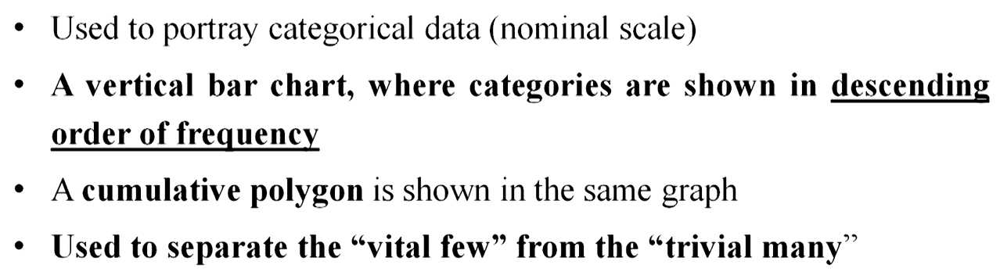 • Used to portray categorical data (nominal scale)
• A vertical bar chart, where categories are shown in descending
order of frequency
• A cumulative polygon is shown in the same graph
• Used to separate the “vital few” from the “trivial many”